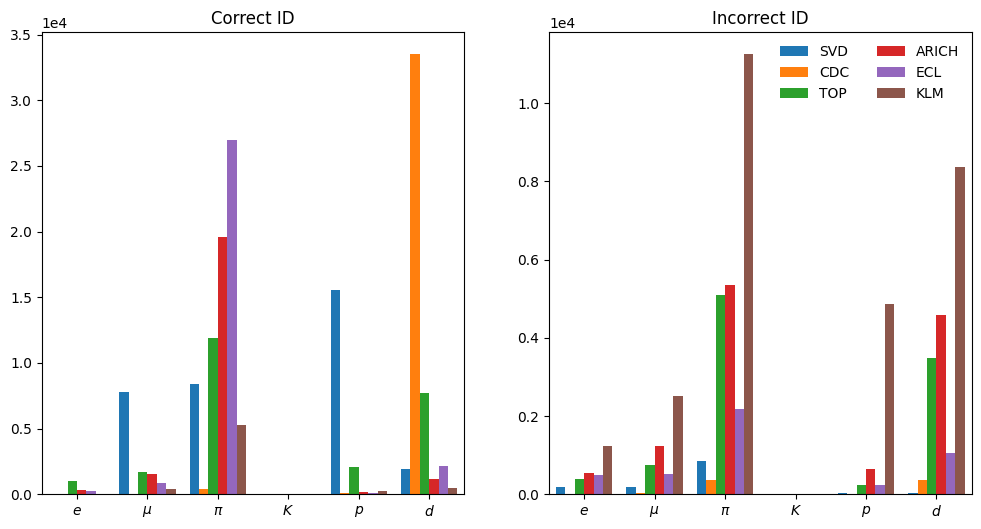 Correct ID
1e4
3.5
3.0
2.5
2.0
1.5
1.0
0.5
0.0
e μ π K p d
Incorrect ID
1e4
SVD ARICH
CDC ECL
TOP KLM
1.0
0.8
0.6
0.4
0.2
0.0
e μ π K p d